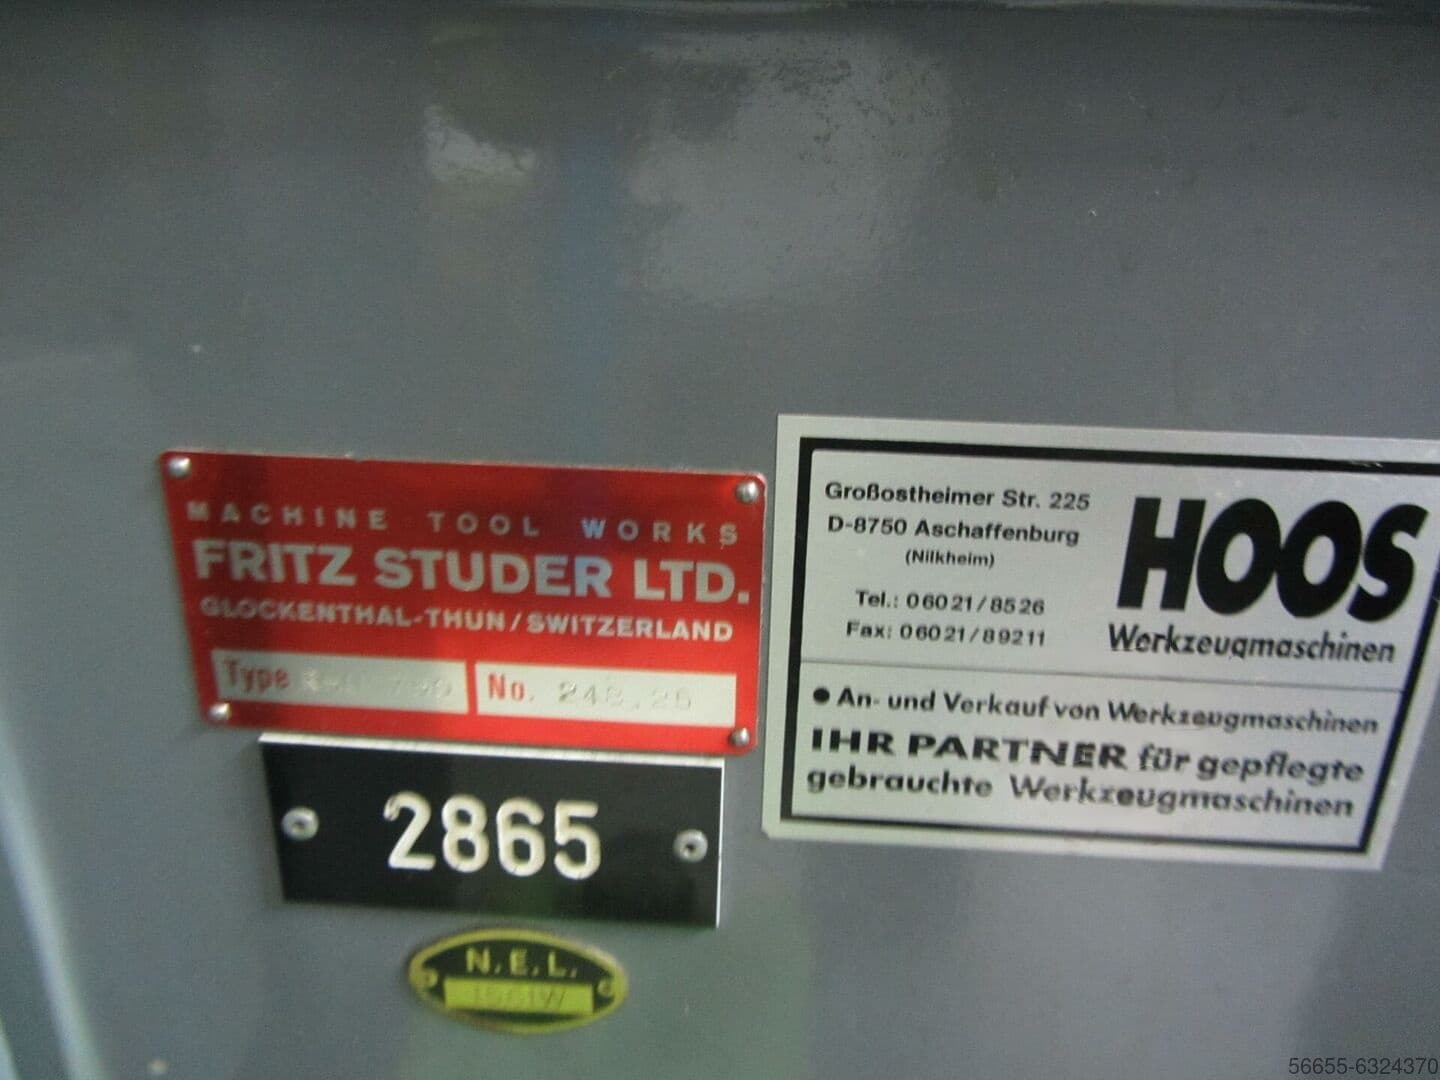 MACHINE TOOL WORKS
FRITZ STUDER LTD.
GLOCKENTHAL-THUN/SWITZERLAND
Type
No. 248.25
2865
N.E.L.
Großostheimer Str. 225
D-8750 Aschaffenburg
(Nilkheim)
Tel.: 06021/8526
Fax: 06021/89211
HOOS
Werkzeugmaschinen
● An- und Verkauf von Werkzeugmaschinen
IHR PARTNER für gepflegte
gebrauchte Werkzeugmaschinen
56655-6324370